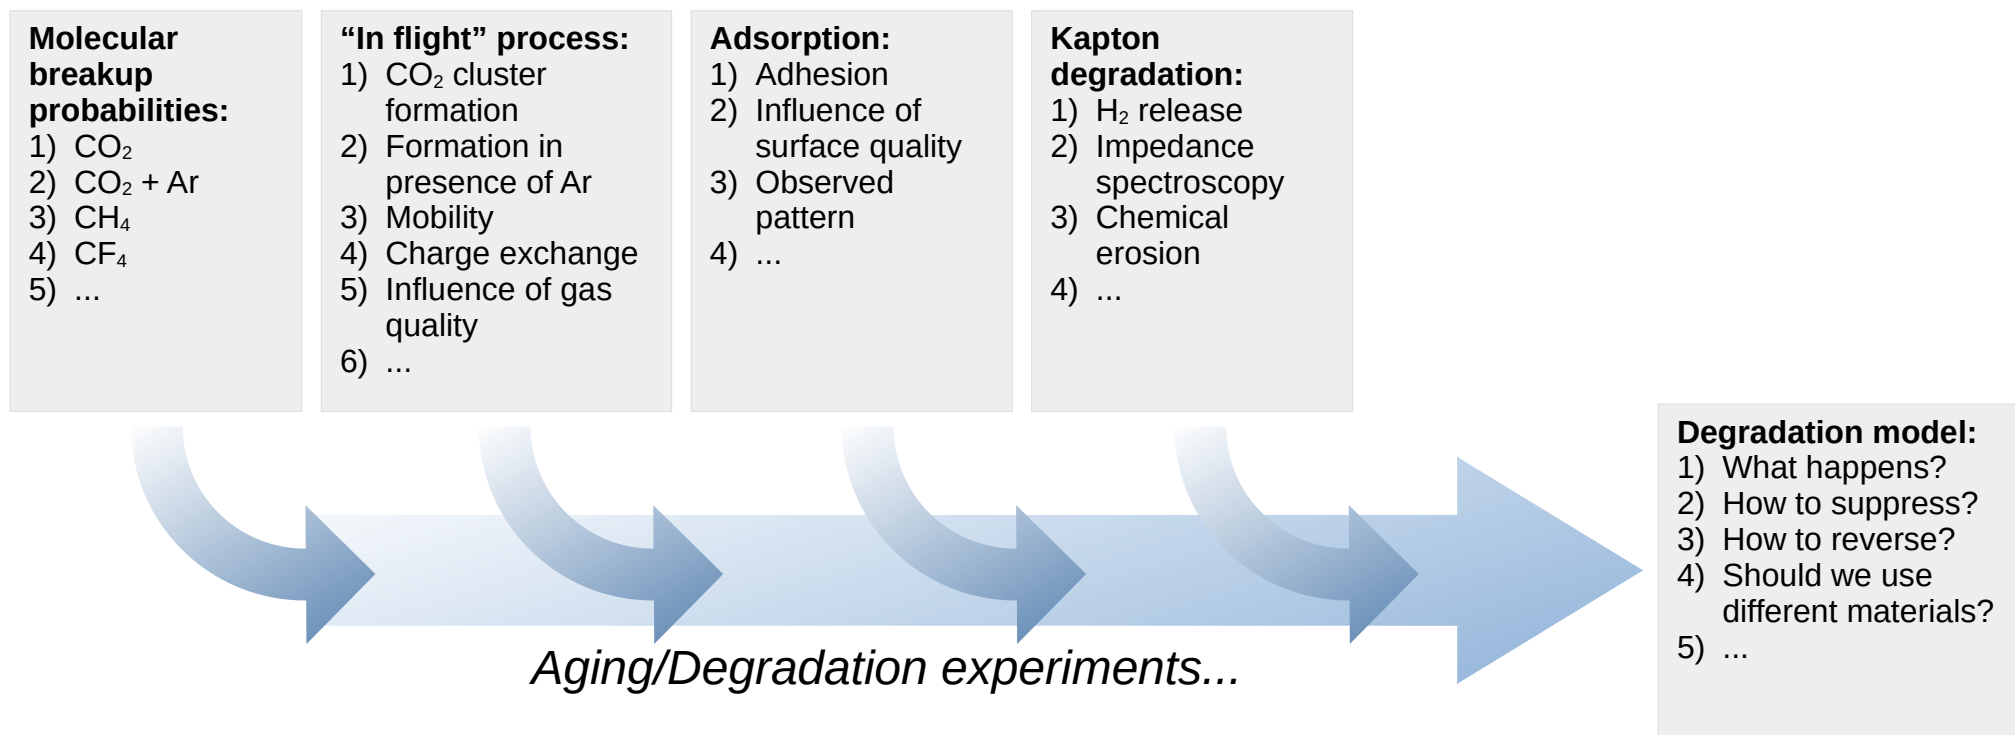 Molecular
breakup
probabilities:
1) CO₂
2) CO₂ + Ar
3) CH₄
4) CF₄
5) ...
“In flight” process:
1) CO₂ cluster
formation
2) Formation in
presence of Ar
3) Mobility
4) Charge exchange
5) Influence of gas
quality
6) ...
Adsorption:
1) Adhesion
2) Influence of
surface quality
3) Observed
pattern
4) ...
Kapton
degradation:
1) H₂ release
2) Impedance
spectroscopy
3) Chemical
erosion
4) ...
Degradation model:
1) What happens?
2) How to suppress?
3) How to reverse?
4) Should we use
different materials?
5) ...
Aging/Degradation experiments...